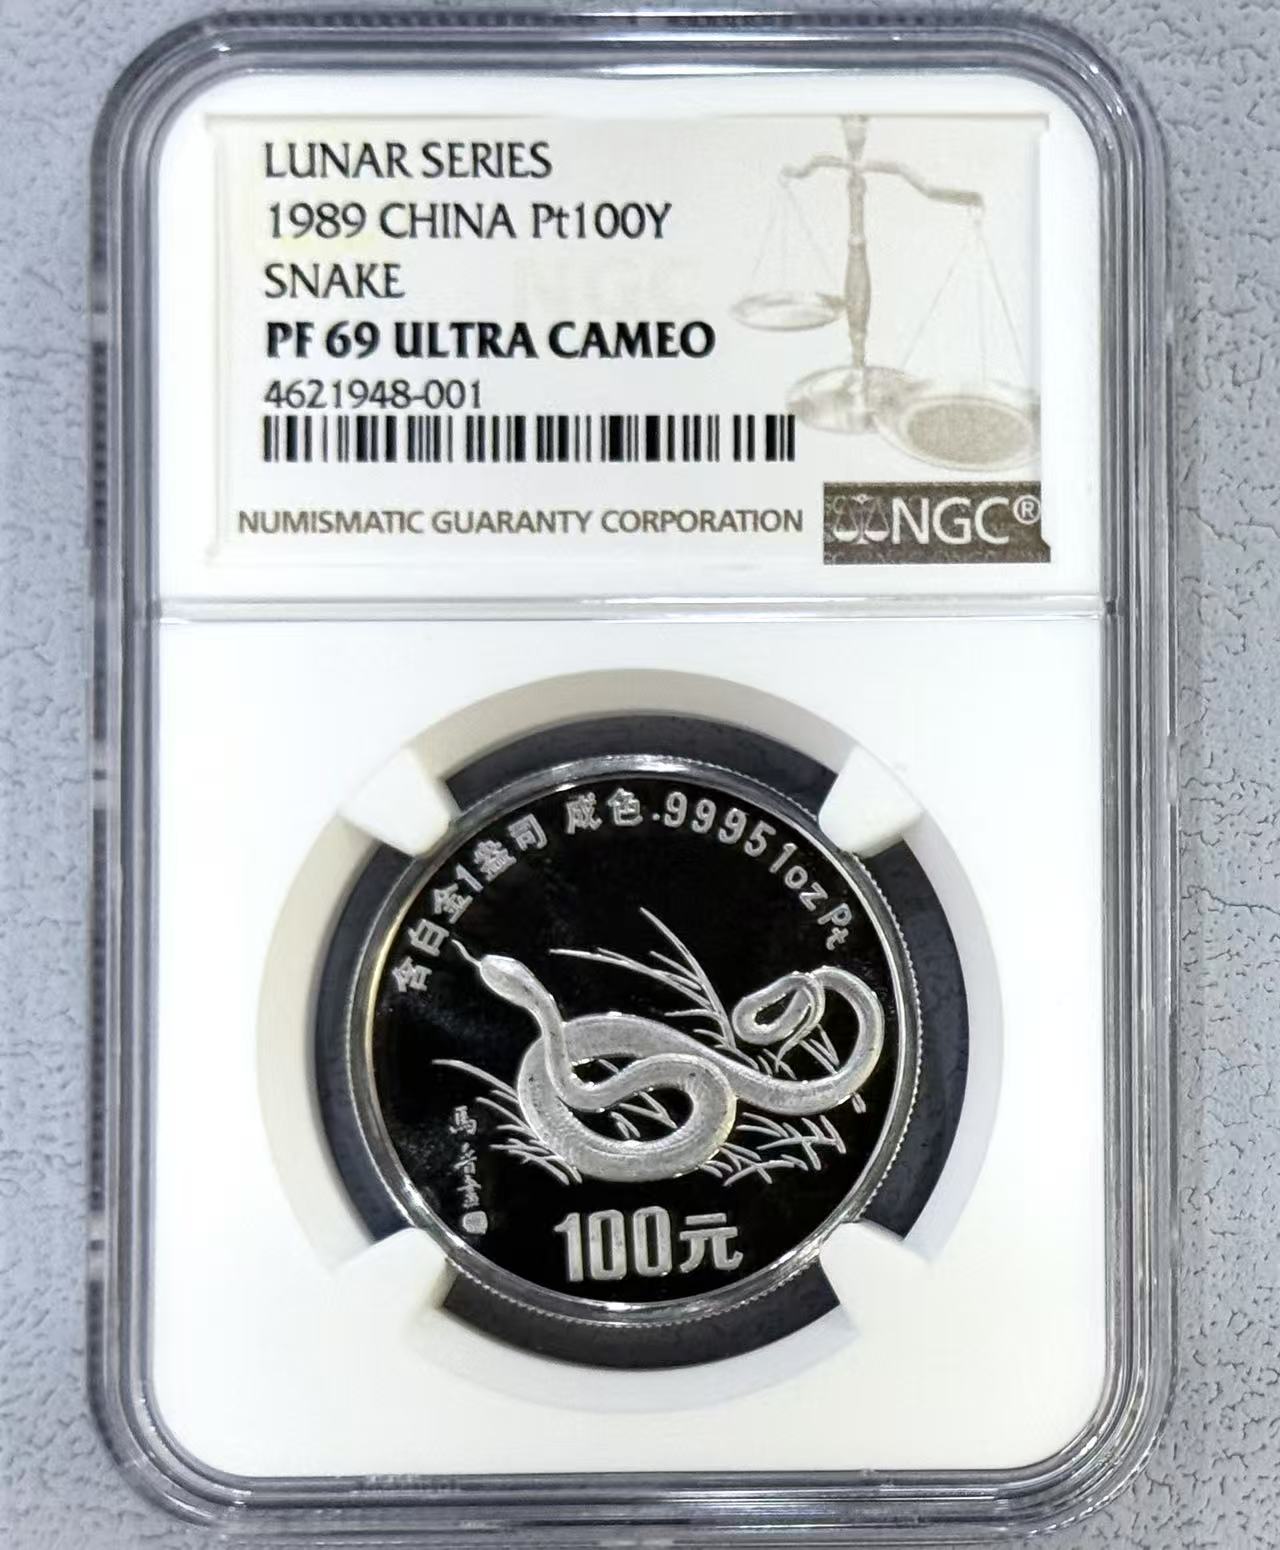 LUNAR SERIES
1989 CHINA Pt100Y
SNAKE
PF 69 ULTRA CAMEO
4621948-001
NUMISMATIC GUARANTY CORPORATION
NGC®
含白金1盎司 成色.9995 1oz Pt
100元